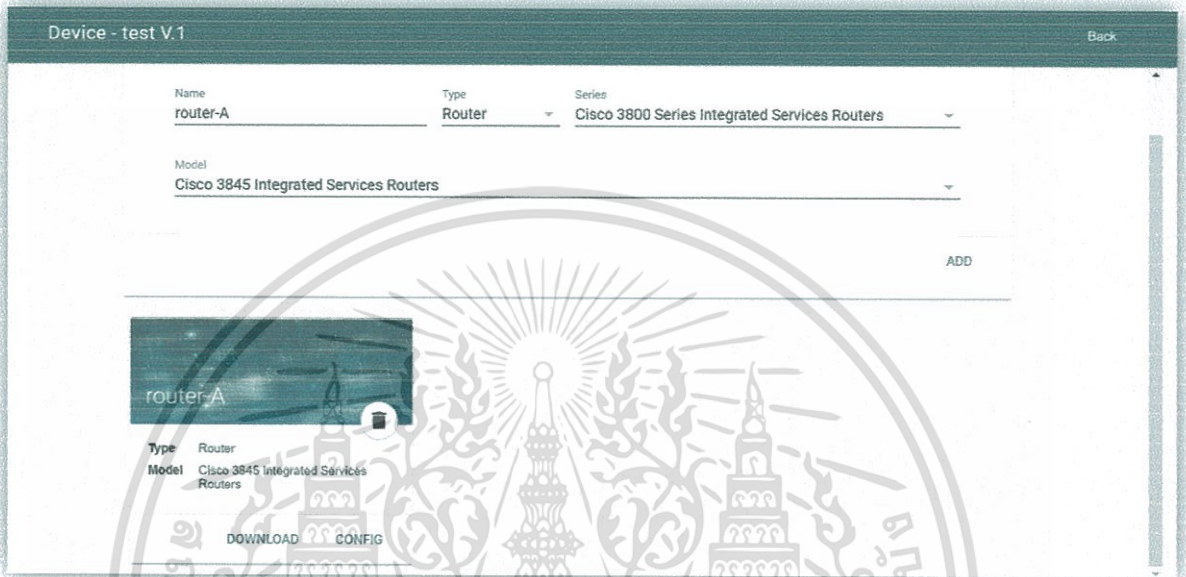 Device - test V.1
Back
Name
router-A
Type
Router
Series
Cisco 3800 Series Integrated Services Routers
Model
Cisco 3845 Integrated Services Routers
ADD
router-A
Type Router
Model Cisco 3845 Integrated Services
Routers
DOWNLOAD CONFIG